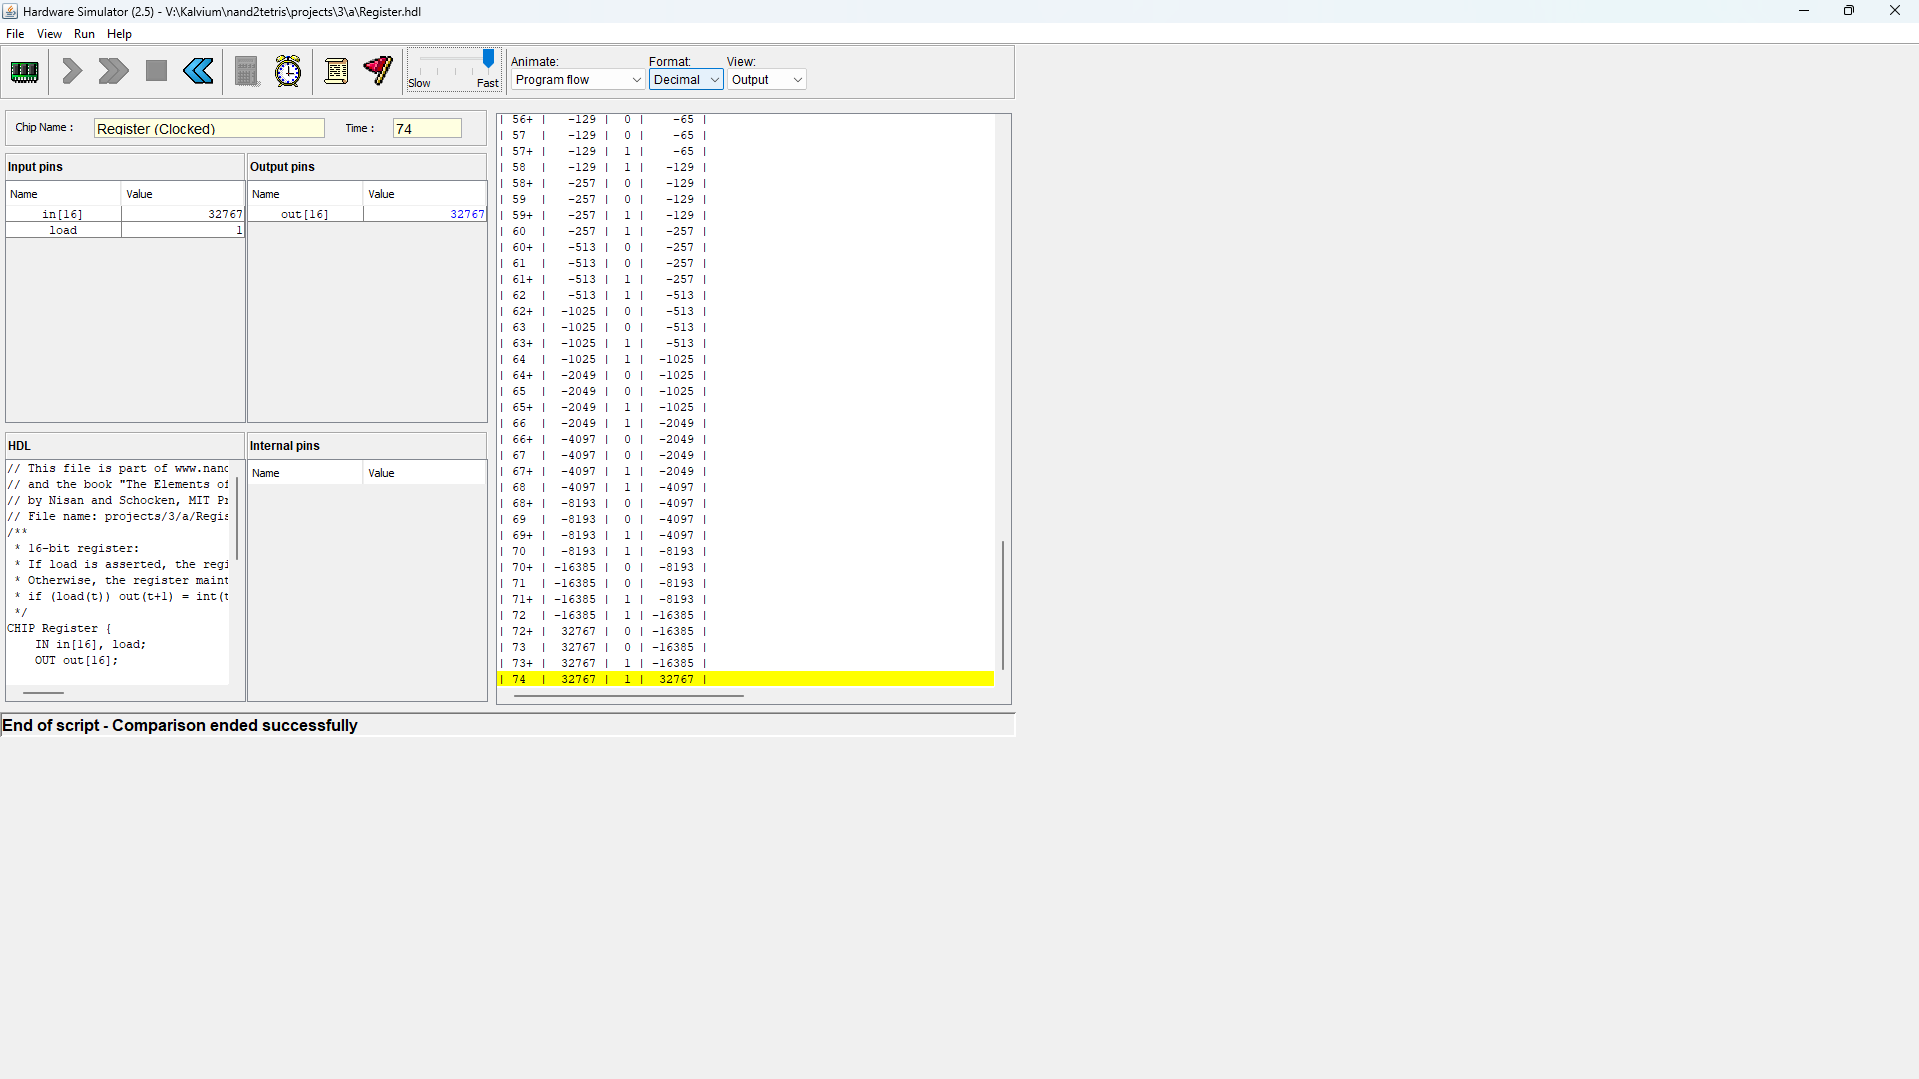 Hardware Simulator (2.5) - V:\Kalvium\nand2tetris\projects\3\a\Register.hdl
File View Run Help
Slow Fast
Animate: Format: View:
Program flow Decimal Output
Chip Name : Register (Clocked) Time : 74
Input pins
Name Value
in[16] 32767
load 1
Output pins
Name Value
out[16] 32767
HDL
// This file is part of www.nand
// and the book "The Elements of
// by Nisan and Schocken, MIT Pr
// File name: projects/3/a/Regis
/**
* 16-bit register:
* If load is asserted, the regi
* Otherwise, the register maint
* if (load(t)) out(t+1) = int(t
*/
CHIP Register {
IN in[16], load;
OUT out[16];
Internal pins
Name Value
| 56+ | -129 | 0 | -65 |
| 57 | -129 | 0 | -65 |
| 57+ | -129 | 1 | -65 |
| 58 | -129 | 1 | -129 |
| 58+ | -257 | 0 | -129 |
| 59 | -257 | 0 | -129 |
| 59+ | -257 | 1 | -129 |
| 60 | -257 | 1 | -257 |
| 60+ | -513 | 0 | -257 |
| 61 | -513 | 0 | -257 |
| 61+ | -513 | 1 | -257 |
| 62 | -513 | 1 | -513 |
| 62+ | -1025 | 0 | -513 |
| 63 | -1025 | 0 | -513 |
| 63+ | -1025 | 1 | -513 |
| 64 | -1025 | 1 | -1025 |
| 64+ | -2049 | 0 | -1025 |
| 65 | -2049 | 0 | -1025 |
| 65+ | -2049 | 1 | -1025 |
| 66 | -2049 | 1 | -2049 |
| 66+ | -4097 | 0 | -2049 |
| 67 | -4097 | 0 | -2049 |
| 67+ | -4097 | 1 | -2049 |
| 68 | -4097 | 1 | -4097 |
| 68+ | -8193 | 0 | -4097 |
| 69 | -8193 | 0 | -4097 |
| 69+ | -8193 | 1 | -4097 |
| 70 | -8193 | 1 | -8193 |
| 70+ | -16385 | 0 | -8193 |
| 71 | -16385 | 0 | -8193 |
| 71+ | -16385 | 1 | -8193 |
| 72 | -16385 | 1 | -16385 |
| 72+ | 32767 | 0 | -16385 |
| 73 | 32767 | 0 | -16385 |
| 73+ | 32767 | 1 | -16385 |
| 74 | 32767 | 1 | 32767 |
End of script - Comparison ended successfully